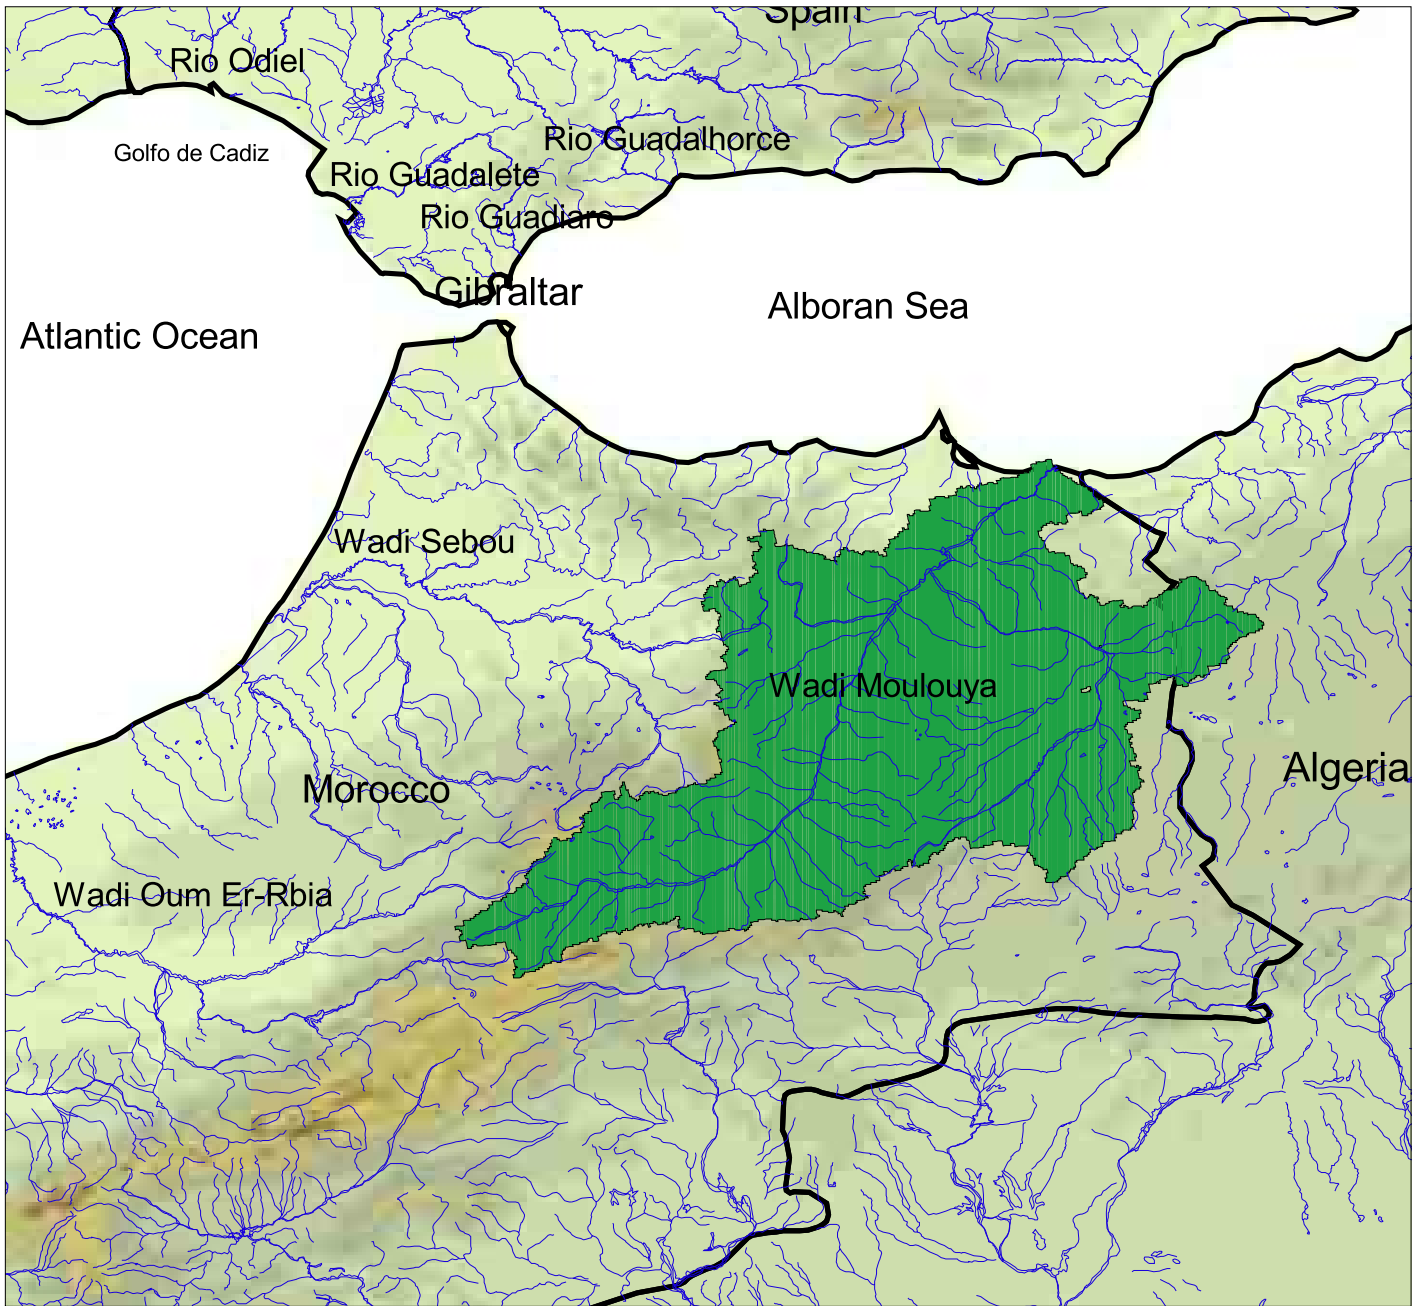 Spain
Rio Odiel
Rio Guadalhorce
Golfo de Cadiz
Rio Guadalete
Rio Guadiaro
Gibraltar
Alboran Sea
Atlantic Ocean
Wadi Sebou
Wadi Moulouya
Algeria
Morocco
Wadi Oum Er-Rbia